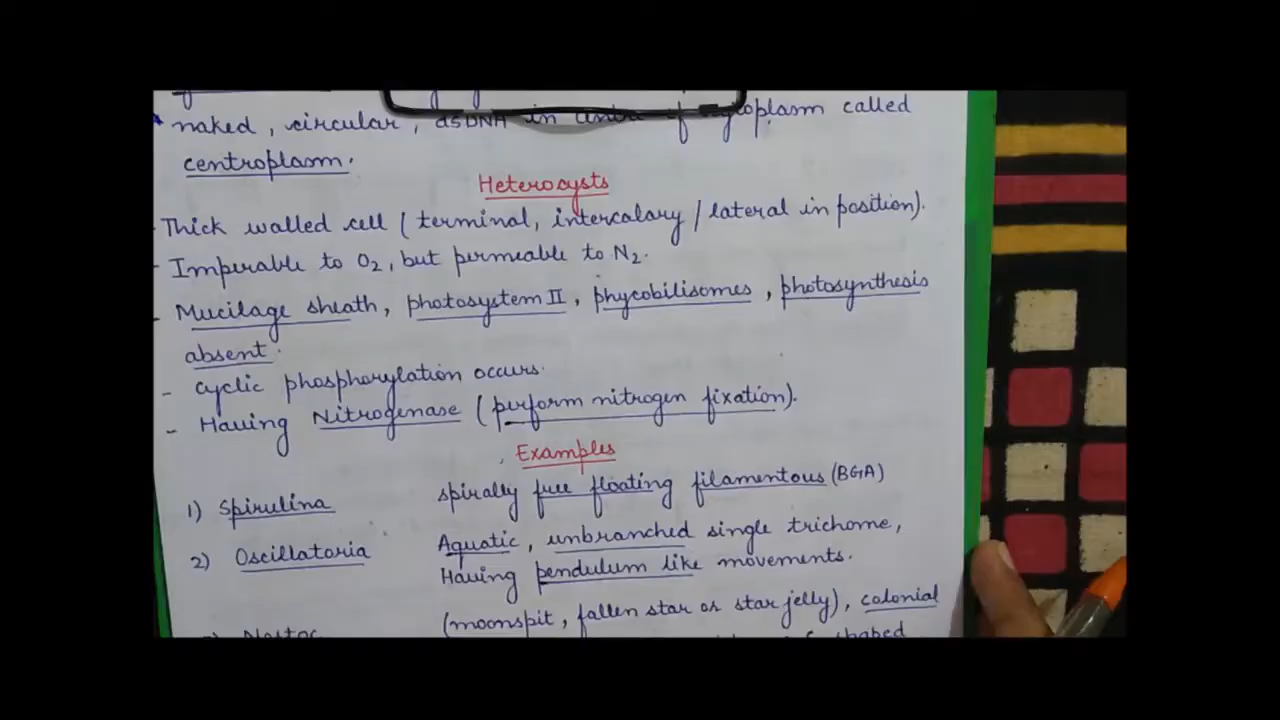 naked, circular, dsDNA in centre of cytoplasm called
centroplasm.
Heterocysts
- Thick walled cell (terminal, intercalary / lateral in position).
- Imperable to O2, but permeable to N2.
- Mucilage sheath, photosystem II, phycobilisomes, photosynthesis
absent.
- Cyclic phosphorylation occurs.
- Having Nitrogenase (perform nitrogen fixation).
Examples
1) Spirulina spirally free floating filamentous (BGA)
2) Oscillatoria Aquatic, unbranched single trichome,
Having pendulum like movements.
(moonspit, fallen star or star jelly), colonial
Nostoc shaped